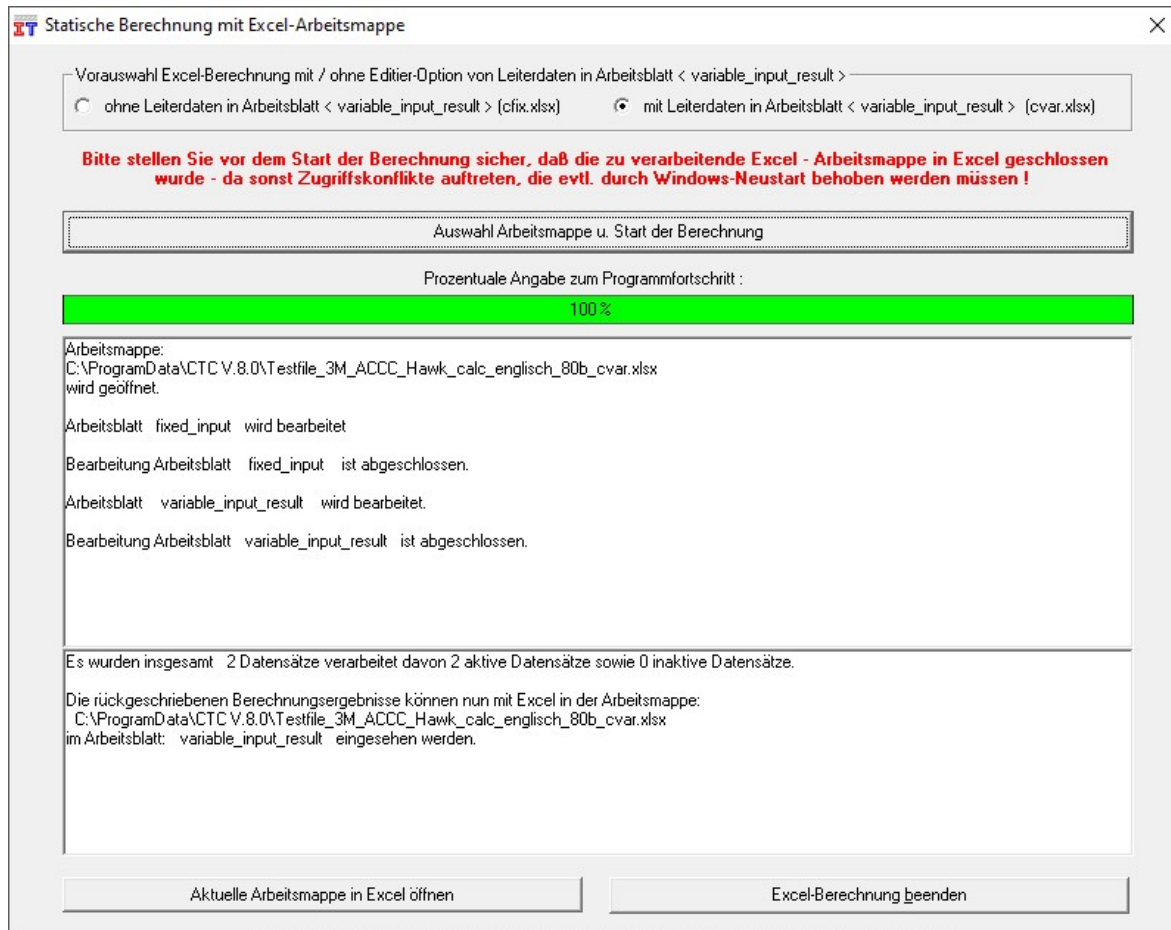 IT Statische Berechnung mit Excel-Arbeitsmappe
Vorauswahl Excel-Berechnung mit / ohne Editier-Option von Leiterdaten in Arbeitsblatt < variable_input_result >
ohne Leiterdaten in Arbeitsblatt < variable_input_result > (cfix.xlsx) mit Leiterdaten in Arbeitsblatt < variable_input_result > (cvar.xlsx)
Bitte stellen Sie vor dem Start der Berechnung sicher, daß die zu verarbeitende Excel - Arbeitsmappe in Excel geschlossen
wurde - da sonst Zugriffskonflikte auftreten, die evtl. durch Windows-Neustart behoben werden müssen !
Auswahl Arbeitsmappe u. Start der Berechnung
Prozentuale Angabe zum Programmfortschritt :
100%
Arbeitsmappe:
C:\ProgramData\CTC V.8.0\Testfile_3M_ACCC_Hawk_calc_englisch_80b_cvar.xlsx
wird geöffnet.
Arbeitsblatt fixed_input wird bearbeitet
Bearbeitung Arbeitsblatt fixed_input ist abgeschlossen.
Arbeitsblatt variable_input_result wird bearbeitet.
Bearbeitung Arbeitsblatt variable_input_result ist abgeschlossen.
Es wurden insgesamt 2 Datensätze verarbeitet davon 2 aktive Datensätze sowie 0 inaktive Datensätze.
Die rückgeschriebenen Berechnungsergebnisse können nun mit Excel in der Arbeitsmappe:
C:\ProgramData\CTC V.8.0\Testfile_3M_ACCC_Hawk_calc_englisch_80b_cvar.xlsx
im Arbeitsblatt: variable_input_result eingesehen werden.
Aktuelle Arbeitsmappe in Excel öffnen Excel-Berechnung beenden